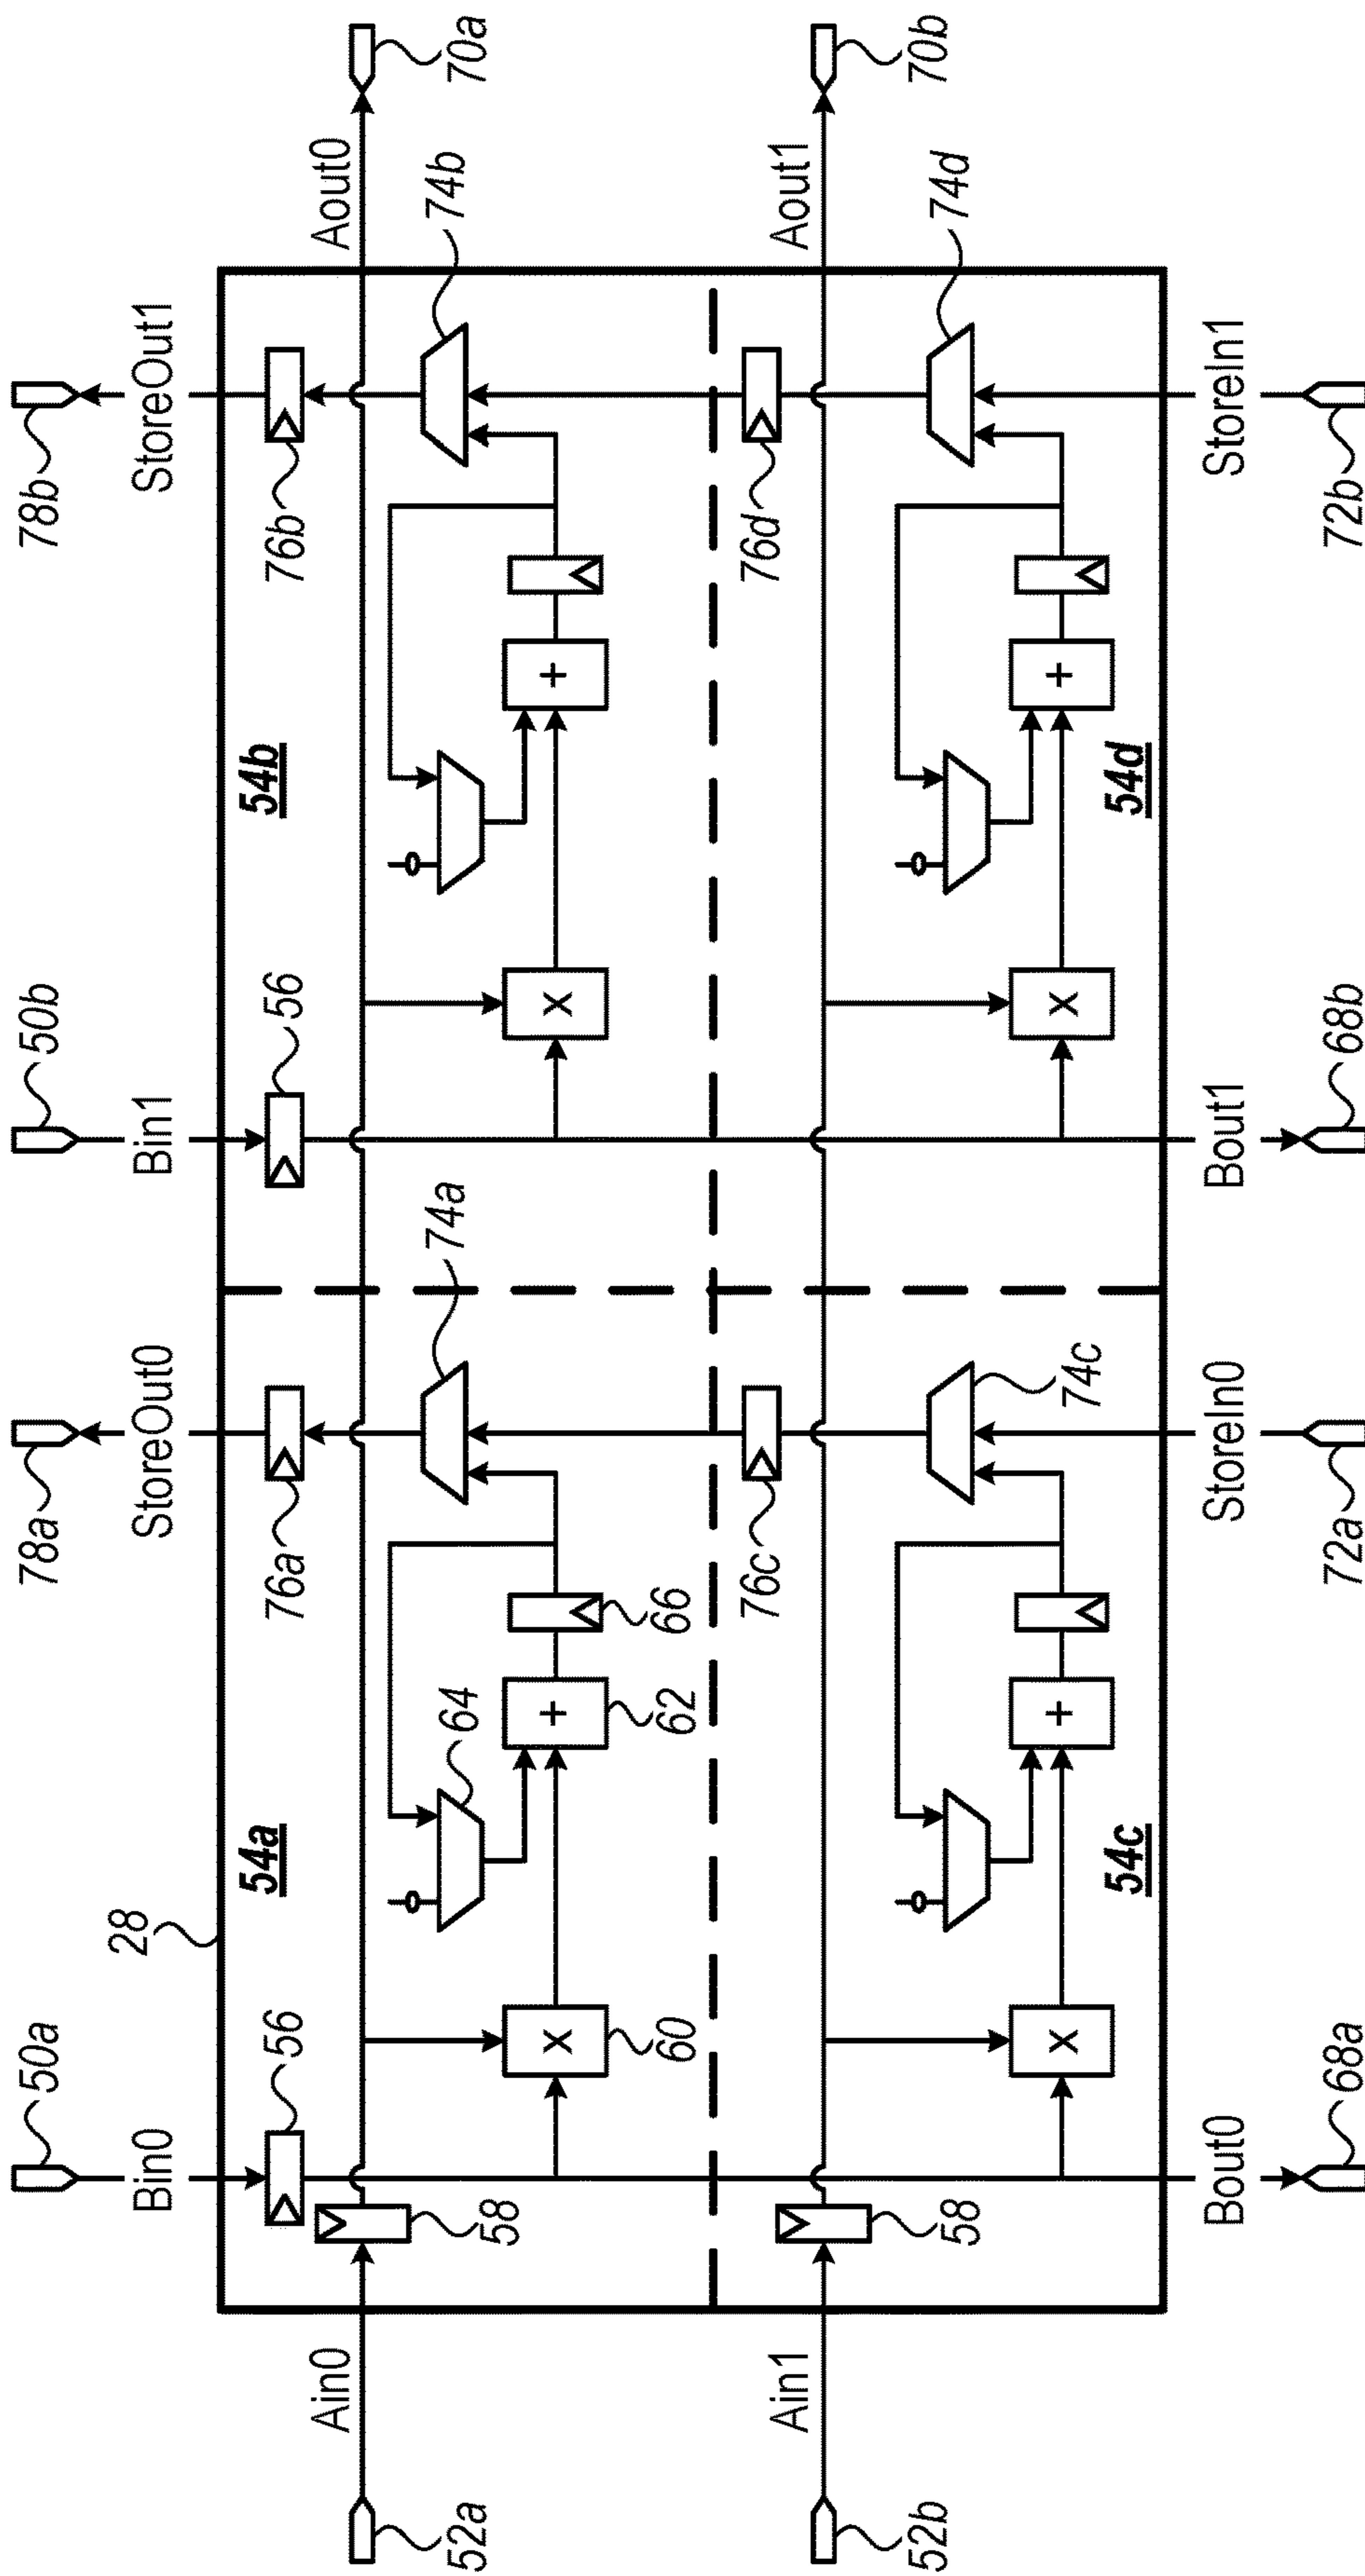 50a
50b
78a
78b
Bin0
StoreOut0
Bin1
StoreOut1
28
56
54a
76a
56
54b
76b
Ain0
Aout0
52a
58
64
74a
74b
70a
60
X
62
+
66
X
+
76c
76d
Ain1
Aout1
52b
58
74c
74d
70b
X
+
X
+
54c
54d
Bout0
StoreIn0
Bout1
StoreIn1
68a
72a
68b
72b